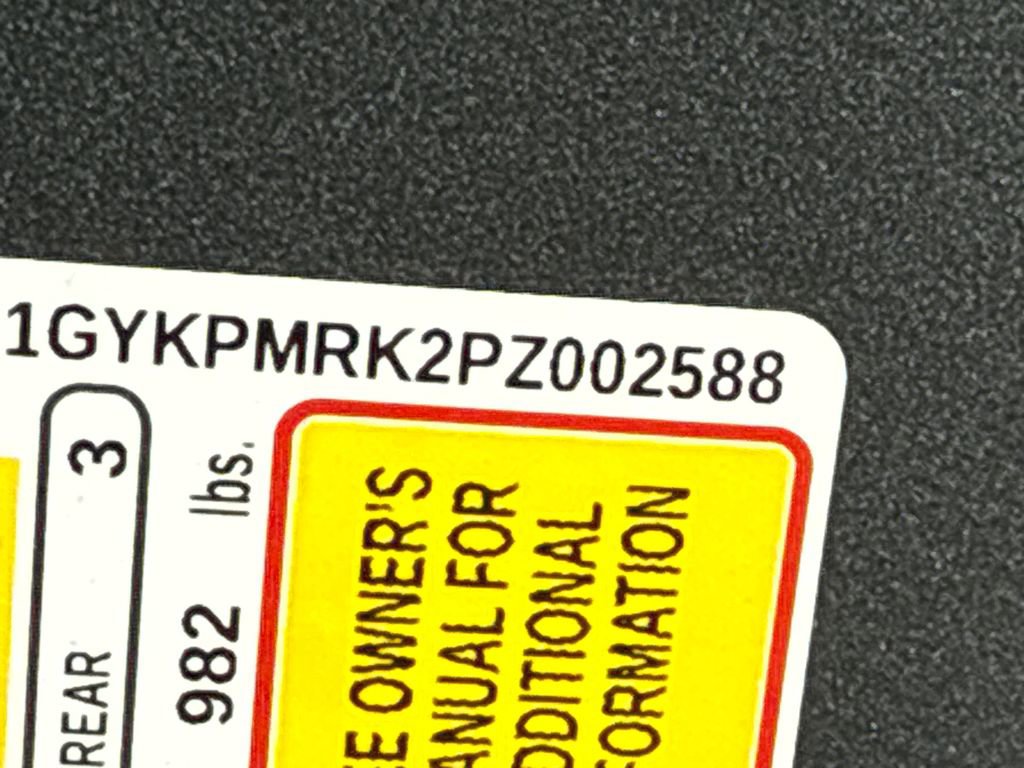 1GYKPMRK2PZ002588
REAR 3
982 lbs.
OWNER'S
FOR